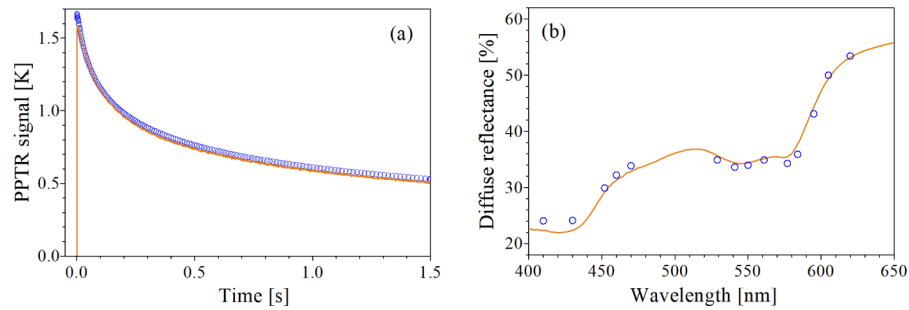 (a)
PPTR signal [K]
1.5
1.0
0.5
0.0
0.0 0.5 1.0 1.5
Time [s]
(b)
Diffuse reflectance [%]
60
50
40
30
20
400 450 500 550 600 650
Wavelength [nm]